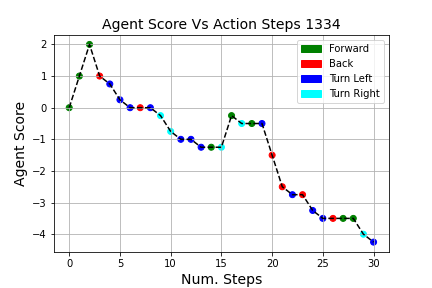 Agent Score Vs Action Steps 1334
Agent Score
2
1
0
−1
−2
−3
−4
Forward
Back
Turn Left
Turn Right
0 5 10 15 20 25 30
Num. Steps